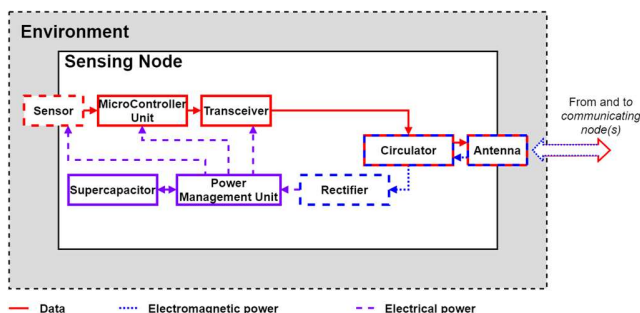 Environment
Sensing Node
Sensor
MicroController
Unit
Transceiver
From and to
communicating
node(s)
Circulator
Antenna
Supercapacitor
Power
Management Unit
Rectifier
Data
Electromagnetic power
Electrical power